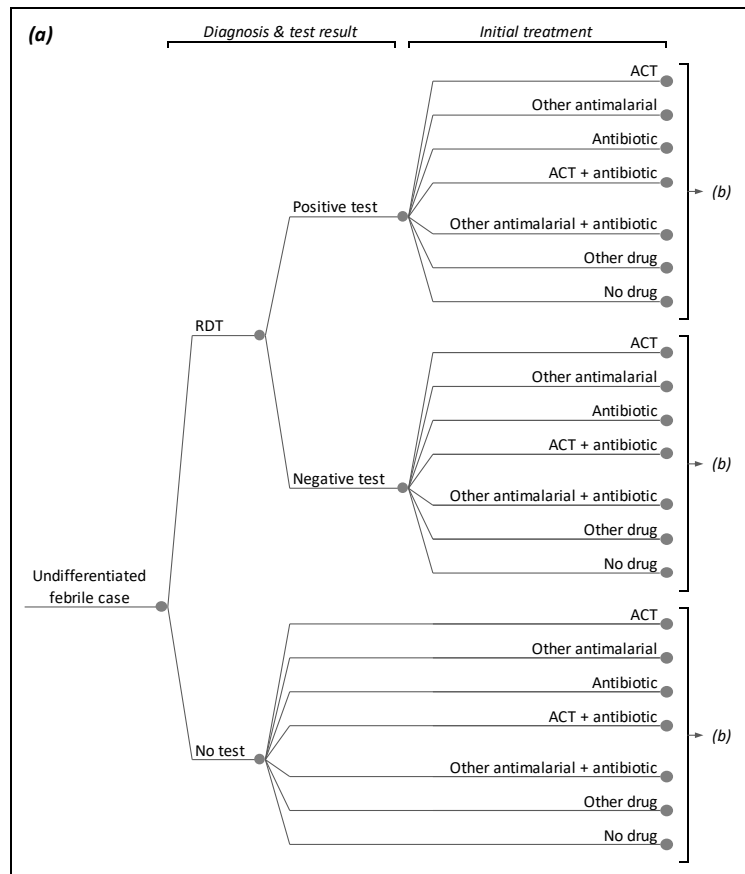 (a)
Diagnosis & test result
Initial treatment
ACT
Other antimalarial
Antibiotic
ACT + antibiotic
(b)
Positive test
Other antimalarial + antibiotic
Other drug
No drug
RDT
ACT
Other antimalarial
Antibiotic
ACT + antibiotic
(b)
Negative test
Other antimalarial + antibiotic
Other drug
No drug
Undifferentiated
febrile case
ACT
Other antimalarial
Antibiotic
ACT + antibiotic
(b)
No test
Other antimalarial + antibiotic
Other drug
No drug